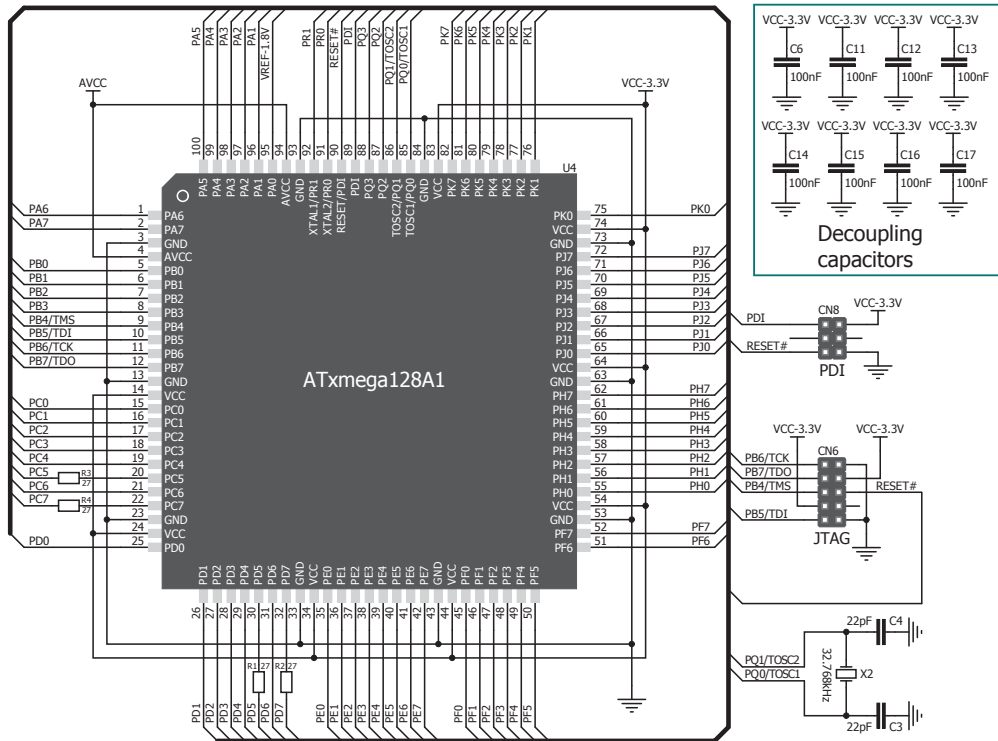 PA5
PA4
PA3
PA2
PA1
VREF-1.8V
PR1
PR0
RESET#
PDI
PQ3
PQ2
PQ1/TOSC2
PQ0/TOSC1
PK7
PK6
PK5
PK4
PK3
PK2
PK1
AVCC
VCC-3.3V
100
99
98
97
96
95
94
93
92
91
90
89
88
87
86
85
84
83
82
81
80
79
78
77
76
U4
PA5
PA4
PA3
PA2
PA1
PA0
AVCC
GND
XTAL1/PR1
XTAL2/PR0
RESET/PDI
PDI
PQ3
PQ2
TOSC2/PQ1
TOSC1/PQ0
GND
VCC
PK7
PK6
PK5
PK4
PK3
PK2
PK1
PA6 1 PA6
PA7 2 PA7
3 GND
4 AVCC
PB0 5 PB0
PB1 6 PB1
PB2 7 PB2
PB3 8 PB3
PB4/TMS 9 PB4
PB5/TDI 10 PB5
PB6/TCK 11 PB6
PB7/TDO 12 PB7
13 GND
14 VCC
PC0 15 PC0
PC1 16 PC1
PC2 17 PC2
PC3 18 PC3
PC4 19 PC4
PC5 R3 27 20 PC5
PC6 21 PC6
PC7 R4 27 22 PC7
23 GND
24 VCC
PD0 25 PD0
ATxmega128A1
PK0 75 PK0
VCC 74
GND 73
PJ7 72 PJ7
PJ6 71 PJ6
PJ5 70 PJ5
PJ4 69 PJ4
PJ3 68 PJ3
PJ2 67 PJ2
PJ1 66 PJ1
PJ0 65 PJ0
VCC 64
GND 63
PH7 62 PH7
PH6 61 PH6
PH5 60 PH5
PH4 59 PH4
PH3 58 PH3
PH2 57 PH2
PH1 56 PH1
PH0 55 PH0
VCC 54
GND 53
PF7 52 PF7
PF6 51 PF6
PD1
PD2
PD3
PD4
PD5
PD6
PD7
GND
VCC
PE0
PE1
PE2
PE3
PE4
PE5
PE6
PE7
GND
VCC
PF0
PF1
PF2
PF3
PF4
PF5
26
27
28
29
30
31
32
33
34
35
36
37
38
39
40
41
42
43
44
45
46
47
48
49
50
R1 27
R2 27
PD1
PD2
PD3
PD4
PD5
PD6
PD7
PE0
PE1
PE2
PE3
PE4
PE5
PE6
PE7
PF0
PF1
PF2
PF3
PF4
PF5
VCC-3.3V VCC-3.3V VCC-3.3V VCC-3.3V
C6 C11 C12 C13
100nF 100nF 100nF 100nF
VCC-3.3V VCC-3.3V VCC-3.3V VCC-3.3V
C14 C15 C16 C17
100nF 100nF 100nF 100nF
Decoupling
capacitors
CN8 VCC-3.3V
PDI
RESET#
PDI
VCC-3.3V VCC-3.3V
CN6
PB6/TCK
PB7/TDO
PB4/TMS RESET#
PB5/TDI
JTAG
22pF C4
PQ1/TOSC2
PQ0/TOSC1
32.768kHz
X2
22pF C3